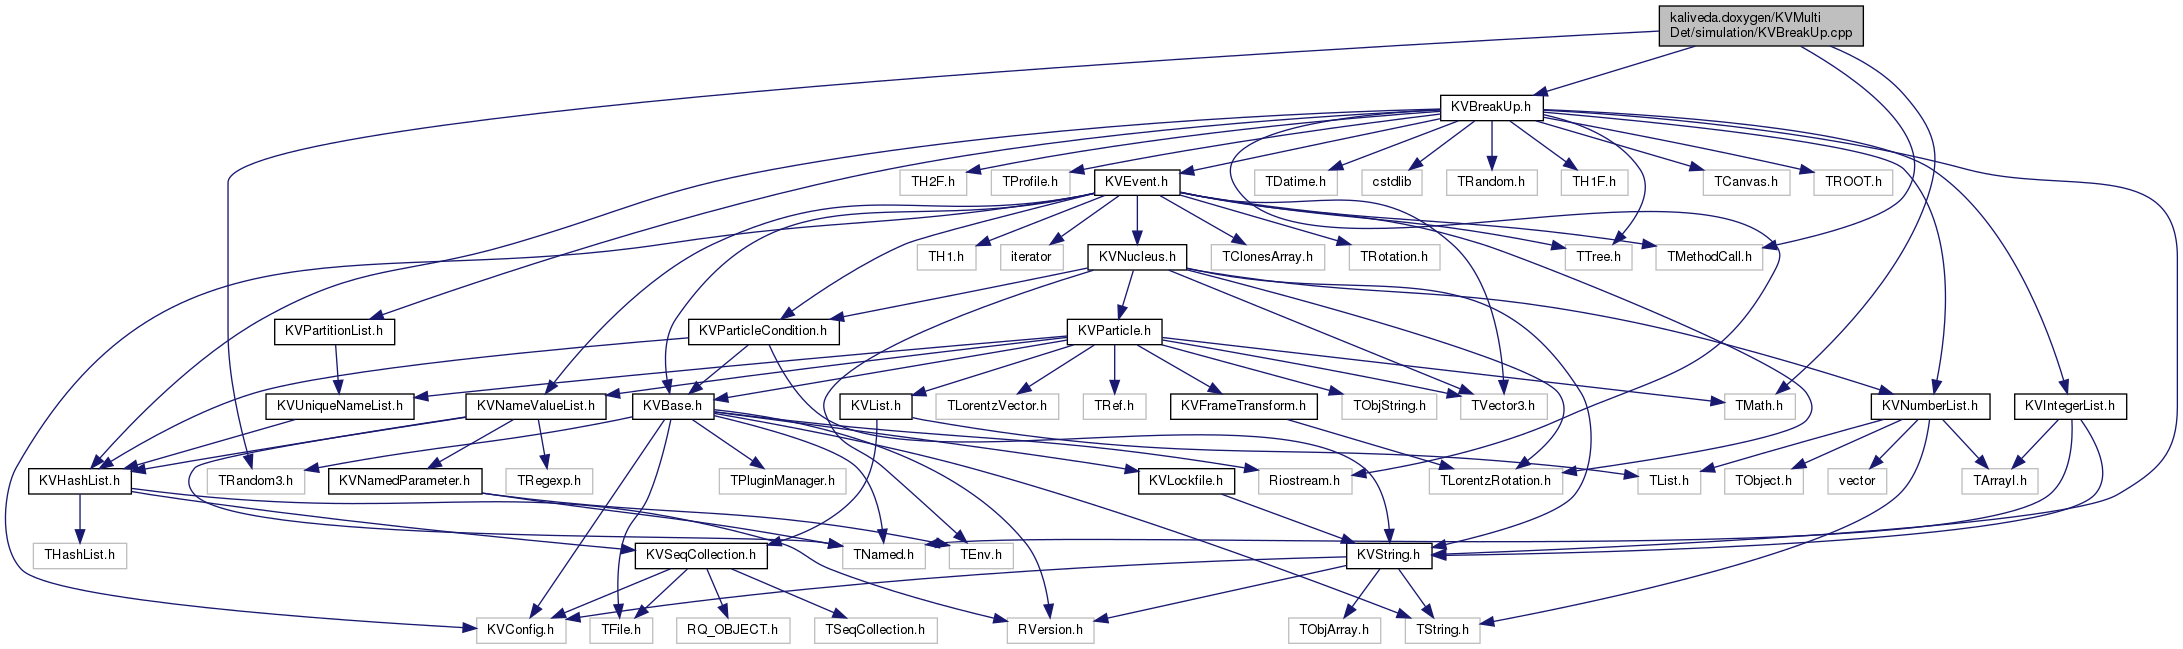 kaliveda.doxygen/KVMulti
Det/simulation/KVBreakUp.cpp
KVBreakUp.h
TH2F.h
TProfile.h
KVEvent.h
TDatime.h
cstdlib
TRandom.h
TH1F.h
TCanvas.h
TROOT.h
TH1.h
iterator
KVNucleus.h
TClonesArray.h
TRotation.h
TTree.h
TMethodCall.h
KVPartitionList.h
KVParticleCondition.h
KVParticle.h
KVUniqueNameList.h
KVNameValueList.h
KVBase.h
KVList.h
TLorentzVector.h
TRef.h
KVFrameTransform.h
TObjString.h
TVector3.h
TMath.h
KVNumberList.h
KVIntegerList.h
KVHashList.h
TRandom3.h
KVNamedParameter.h
TRegexp.h
TPluginManager.h
KVLockfile.h
Riostream.h
TLorentzRotation.h
TList.h
TObject.h
vector
TArrayI.h
THashList.h
KVSeqCollection.h
TNamed.h
TEnv.h
KVString.h
KVConfig.h
TFile.h
RQ_OBJECT.h
TSeqCollection.h
RVersion.h
TObjArray.h
TString.h